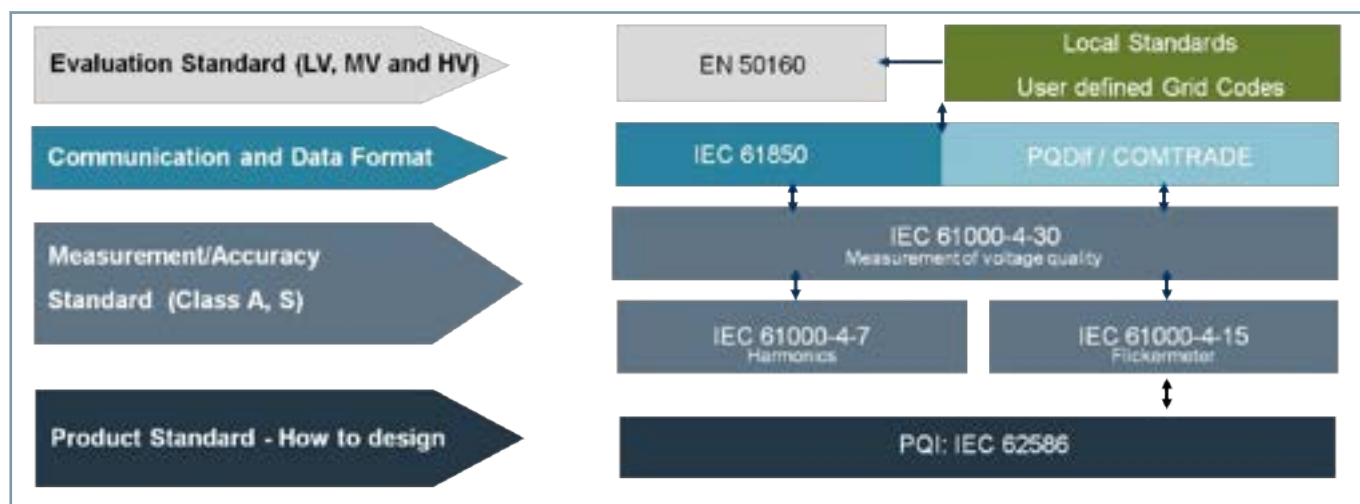 Evaluation Standard (LV, MV and HV)
EN 50160
Local Standards
User defined Grid Codes
Communication and Data Format
IEC 61850
PQDif / COMTRADE
Measurement/Accuracy
Standard (Class A, S)
IEC 61000-4-30
Measurement of voltage quality
IEC 61000-4-7
Harmonics
IEC 61000-4-15
Flickermeter
Product Standard - How to design
PQI: IEC 62586